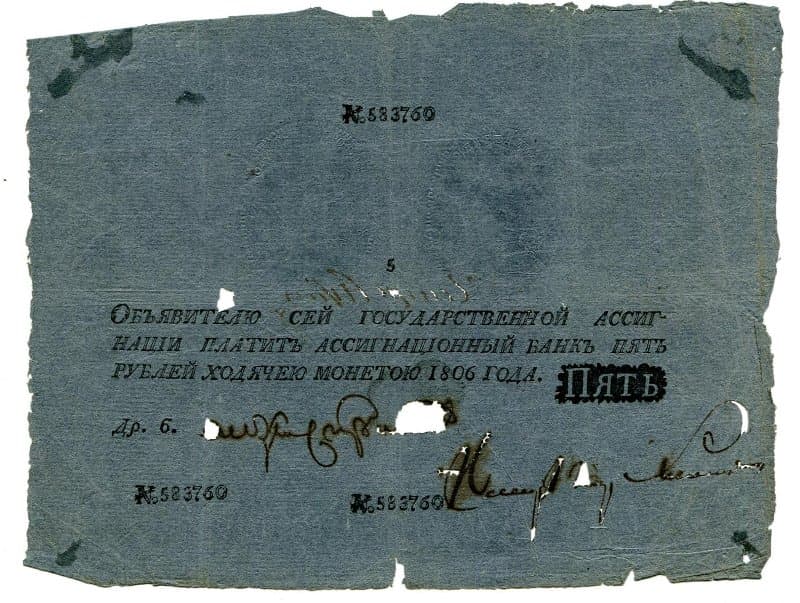 №583760
5
Объявителю сей государственной ассиг-
націи платитъ ассигнаціонный банкъ пять
рублей ходячею монетою 1806 года.
Пять
Др. 6.
№583760 №583760